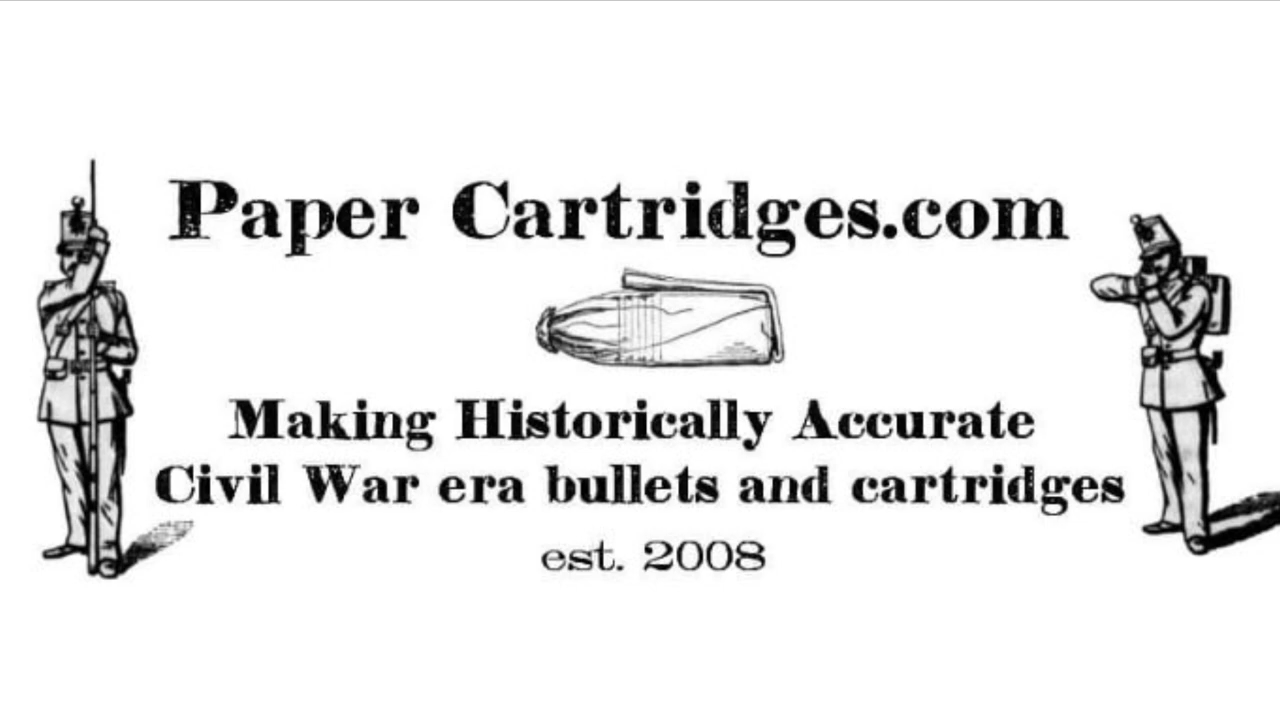 Paper Cartridges.com
Making Historically Accurate
Civil War era bullets and cartridges
est. 2008